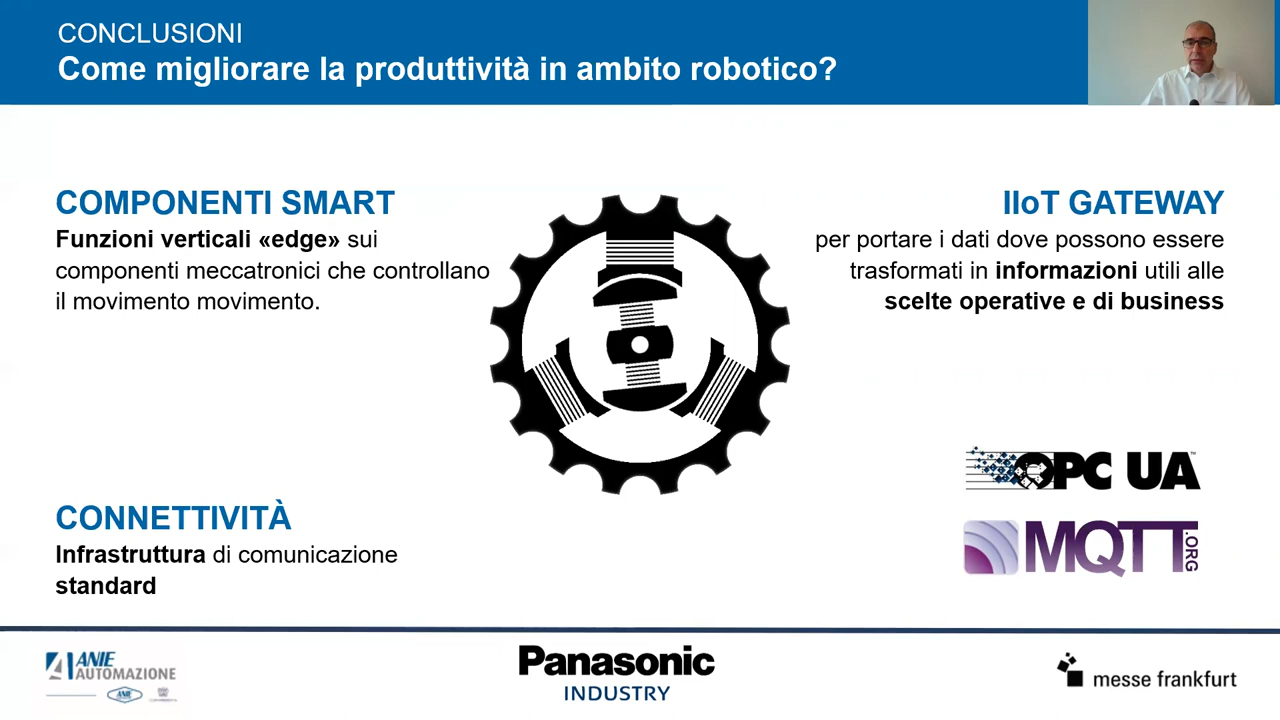 CONCLUSIONI
Come migliorare la produttività in ambito robotico?
COMPONENTI SMART
Funzioni verticali «edge» sui
componenti meccatronici che controllano
il movimento movimento.
IIoT GATEWAY
per portare i dati dove possono essere
trasformati in informazioni utili alle
scelte operative e di business
OPC UA
MQTT.ORG
CONNETTIVITÀ
Infrastruttura di comunicazione
standard
ANIE
AUTOMAZIONE
ANIE
Panasonic
INDUSTRY
messe frankfurt